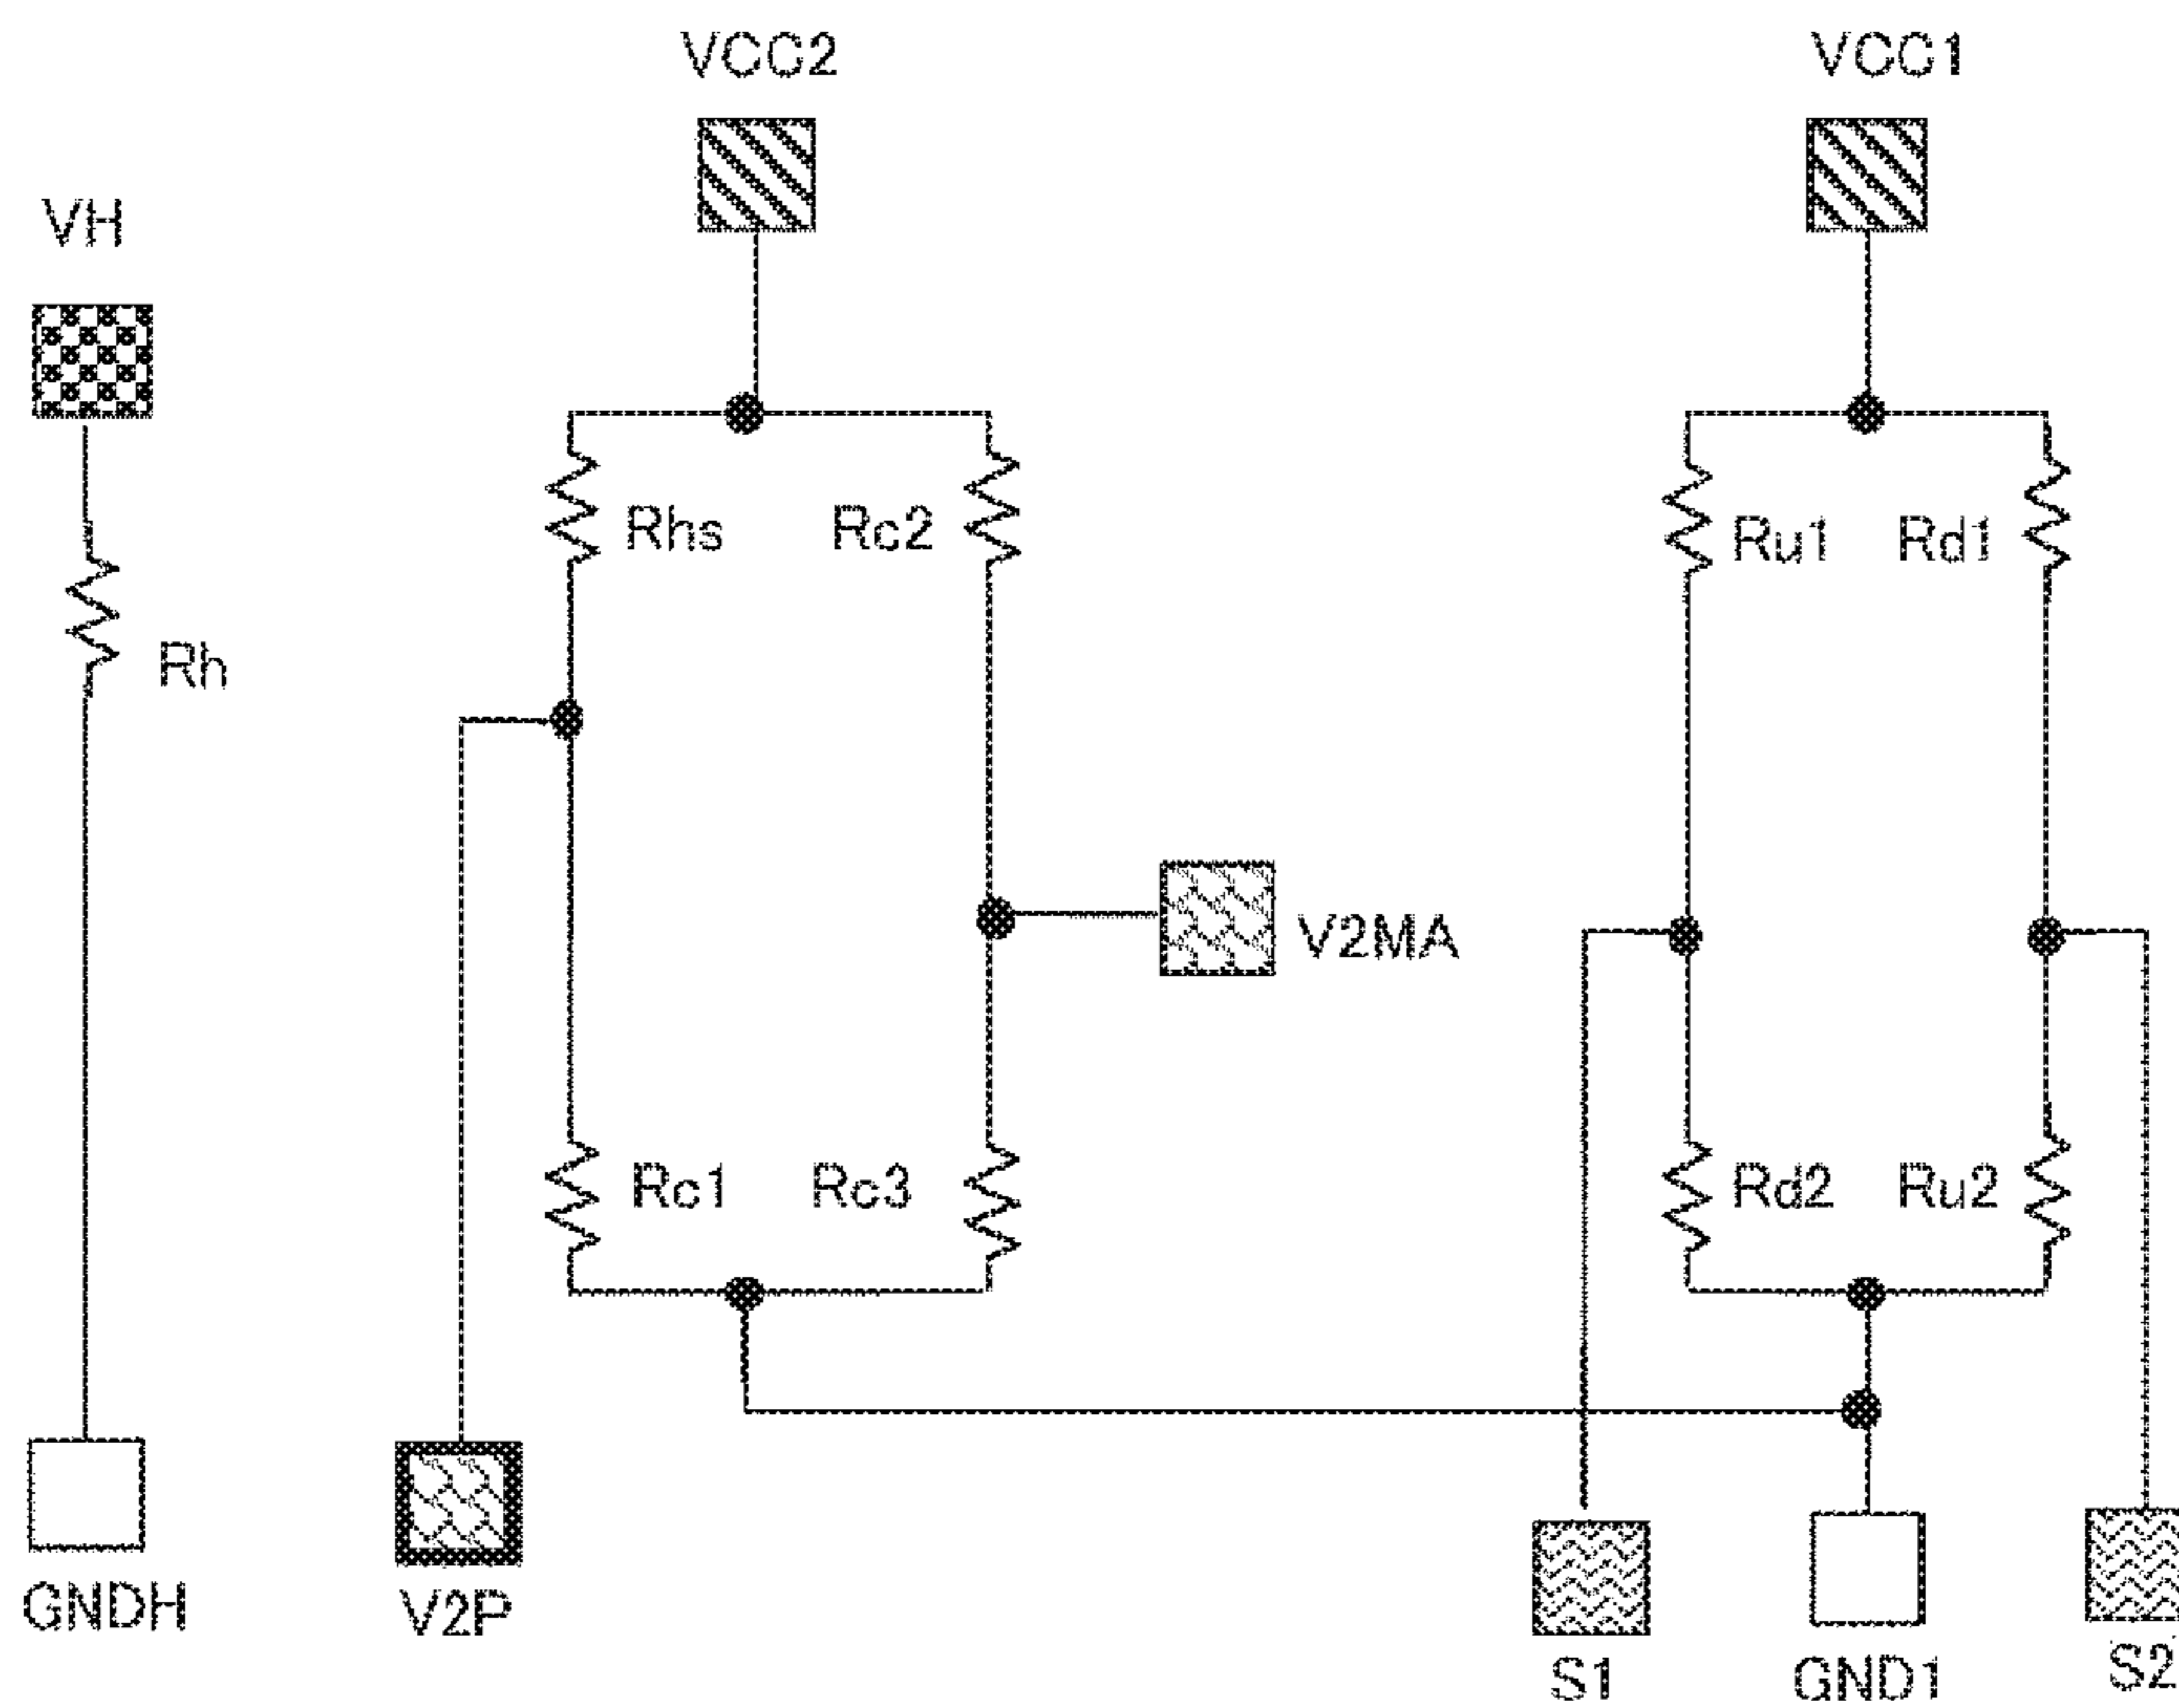 VCC2
VCC1
VH
Rhs
Rc2
Ru1
Rd1
Rh
V2MA
Rc1
Rc3
Rd2
Ru2
GNDH
V2P
S1
GND1
S2